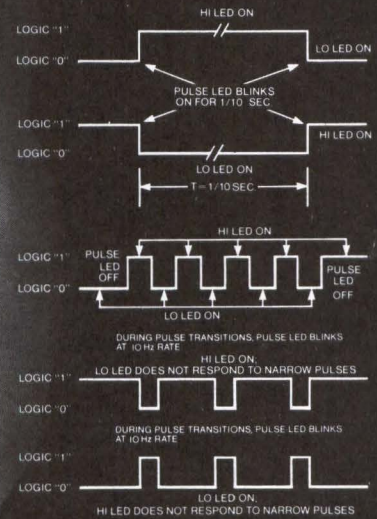 HI LED ON
LOGIC "1"
LO LED ON
LOGIC "0"
PULSE LED BLINKS
ON FOR 1/10 SEC
LOGIC "1"
HI LED ON
LOGIC "0"
LO LED ON
T = 1/10 SEC.
HI LED ON
LOGIC "1"
PULSE
LED
OFF
PULSE
LED
OFF
LOGIC "0"
LO LED ON
DURING PULSE TRANSITIONS, PULSE LED BLINKS
AT 10 Hz RATE
HI LED ON;
LO LED DOES NOT RESPOND TO NARROW PULSES
LOGIC "1"
LOGIC "0"
DURING PULSE TRANSITIONS, PULSE LED BLINKS
AT 10 Hz RATE
LOGIC "1"
LOGIC "0"
LO LED ON;
HI LED DOES NOT RESPOND TO NARROW PULSES